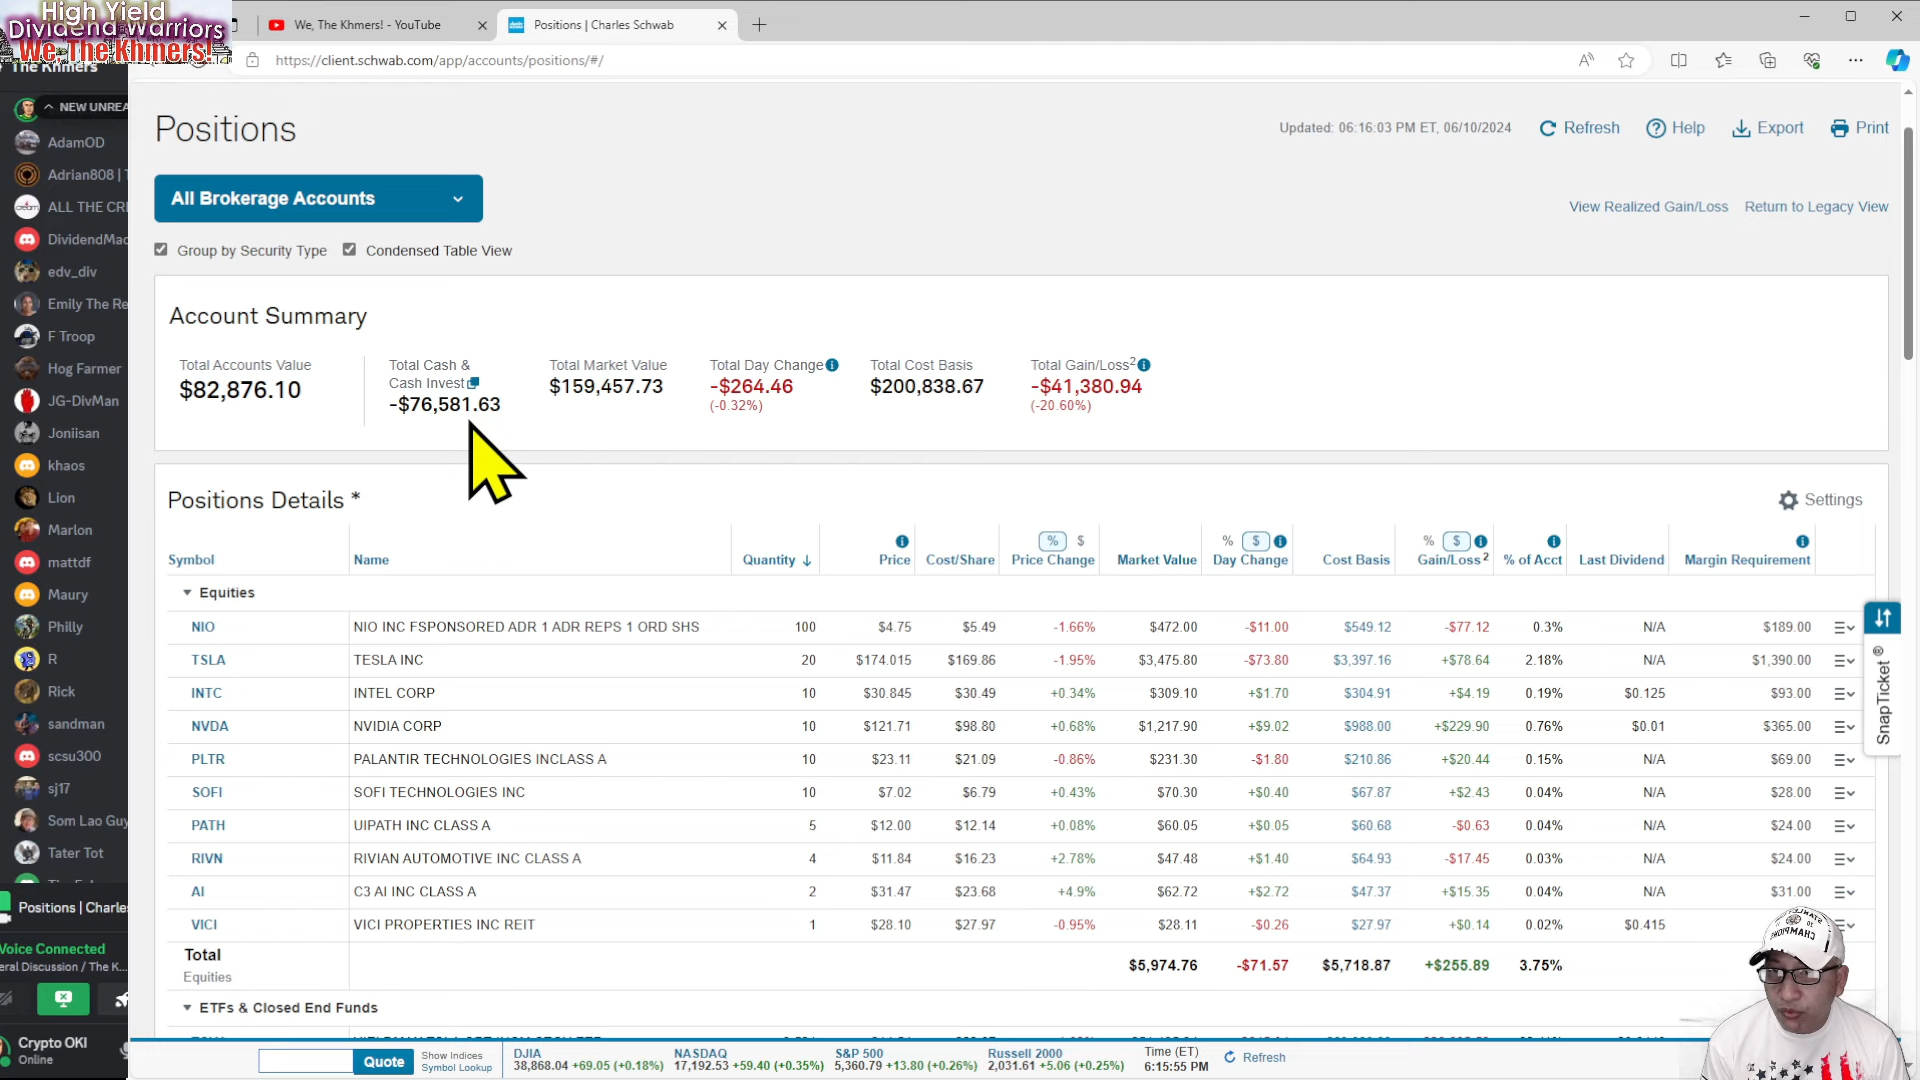 High Yield
Dividend Warriors
We, The Khmers!
The Khmers
We, The Khmers! - YouTube
Positions | Charles Schwab
https://client.schwab.com/app/accounts/positions/#/
NEW UNREA
AdamOD
Adrian808 | T
ALL THE CRE
DividendMac
edv_div
Emily The Re
F Troop
Hog Farmer
JG-DivMan
Joniisan
khaos
Lion
Marlon
mattdf
Maury
Philly
R
Rick
sandman
scsu300
sj17
Som Lao Guy
Tater Tot
Positions | Charles
Voice Connected
eral Discussion / The K...
Crypto OKI
Online
Positions
Updated: 06:16:03 PM ET, 06/10/2024
Refresh
Help
Export
Print
All Brokerage Accounts
View Realized Gain/Loss
Return to Legacy View
Group by Security Type
Condensed Table View
Account Summary
Total Accounts Value
$82,876.10
Total Cash &
Cash Invest
-$76,581.63
Total Market Value
$159,457.73
Total Day Change
-$264.46
(-0.32%)
Total Cost Basis
$200,838.67
Total Gain/Loss2
-$41,380.94
(-20.60%)
Positions Details *
Settings
Symbol Name Quantity Price Cost/Share % $ Price Change Market Value % $ Day Change Cost Basis % $ Gain/Loss2 % of Acct Last Dividend Margin Requirement
Equities
NIO NIO INC FSPONSORED ADR 1 ADR REPS 1 ORD SHS 100 $4.75 $5.49 -1.66% $472.00 -$11.00 $549.12 -$77.12 0.3% N/A $189.00
TSLA TESLA INC 20 $174.015 $169.86 -1.95% $3,475.80 -$73.80 $3,397.16 +$78.64 2.18% N/A $1,390.00
INTC INTEL CORP 10 $30.845 $30.49 +0.34% $309.10 +$1.70 $304.91 +$4.19 0.19% $0.125 $93.00
NVDA NVIDIA CORP 10 $121.71 $98.80 +0.68% $1,217.90 +$9.02 $988.00 +$229.90 0.76% $0.01 $365.00
PLTR PALANTIR TECHNOLOGIES INCLASS A 10 $23.11 $21.09 -0.86% $231.30 -$1.80 $210.86 +$20.44 0.15% N/A $69.00
SOFI SOFI TECHNOLOGIES INC 10 $7.02 $6.79 +0.43% $70.30 +$0.40 $67.87 +$2.43 0.04% N/A $28.00
PATH UIPATH INC CLASS A 5 $12.00 $12.14 +0.08% $60.05 +$0.05 $60.68 -$0.63 0.04% N/A $24.00
RIVN RIVIAN AUTOMOTIVE INC CLASS A 4 $11.84 $16.23 +2.78% $47.48 +$1.40 $64.93 -$17.45 0.03% N/A $24.00
AI C3 AI INC CLASS A 2 $31.47 $23.68 +4.9% $62.72 +$2.72 $47.37 +$15.35 0.04% N/A $31.00
VICI VICI PROPERTIES INC REIT 1 $28.10 $27.97 -0.95% $28.11 -$0.26 $27.97 +$0.14 0.02% $0.415
Total
Equities
$5,974.76 -$71.57 $5,718.87 +$255.89 3.75%
ETFs & Closed End Funds
SnapTicket®
Quote
Show Indices
Symbol Lookup
DJIA
38,868.04 +69.05 (+0.18%)
NASDAQ
17,192.53 +59.40 (+0.35%)
S&P 500
5,360.79 +13.80 (+0.26%)
Russell 2000
2,031.61 +5.06 (+0.25%)
Time (ET)
6:15:55 PM
Refresh
CHAMPIONS